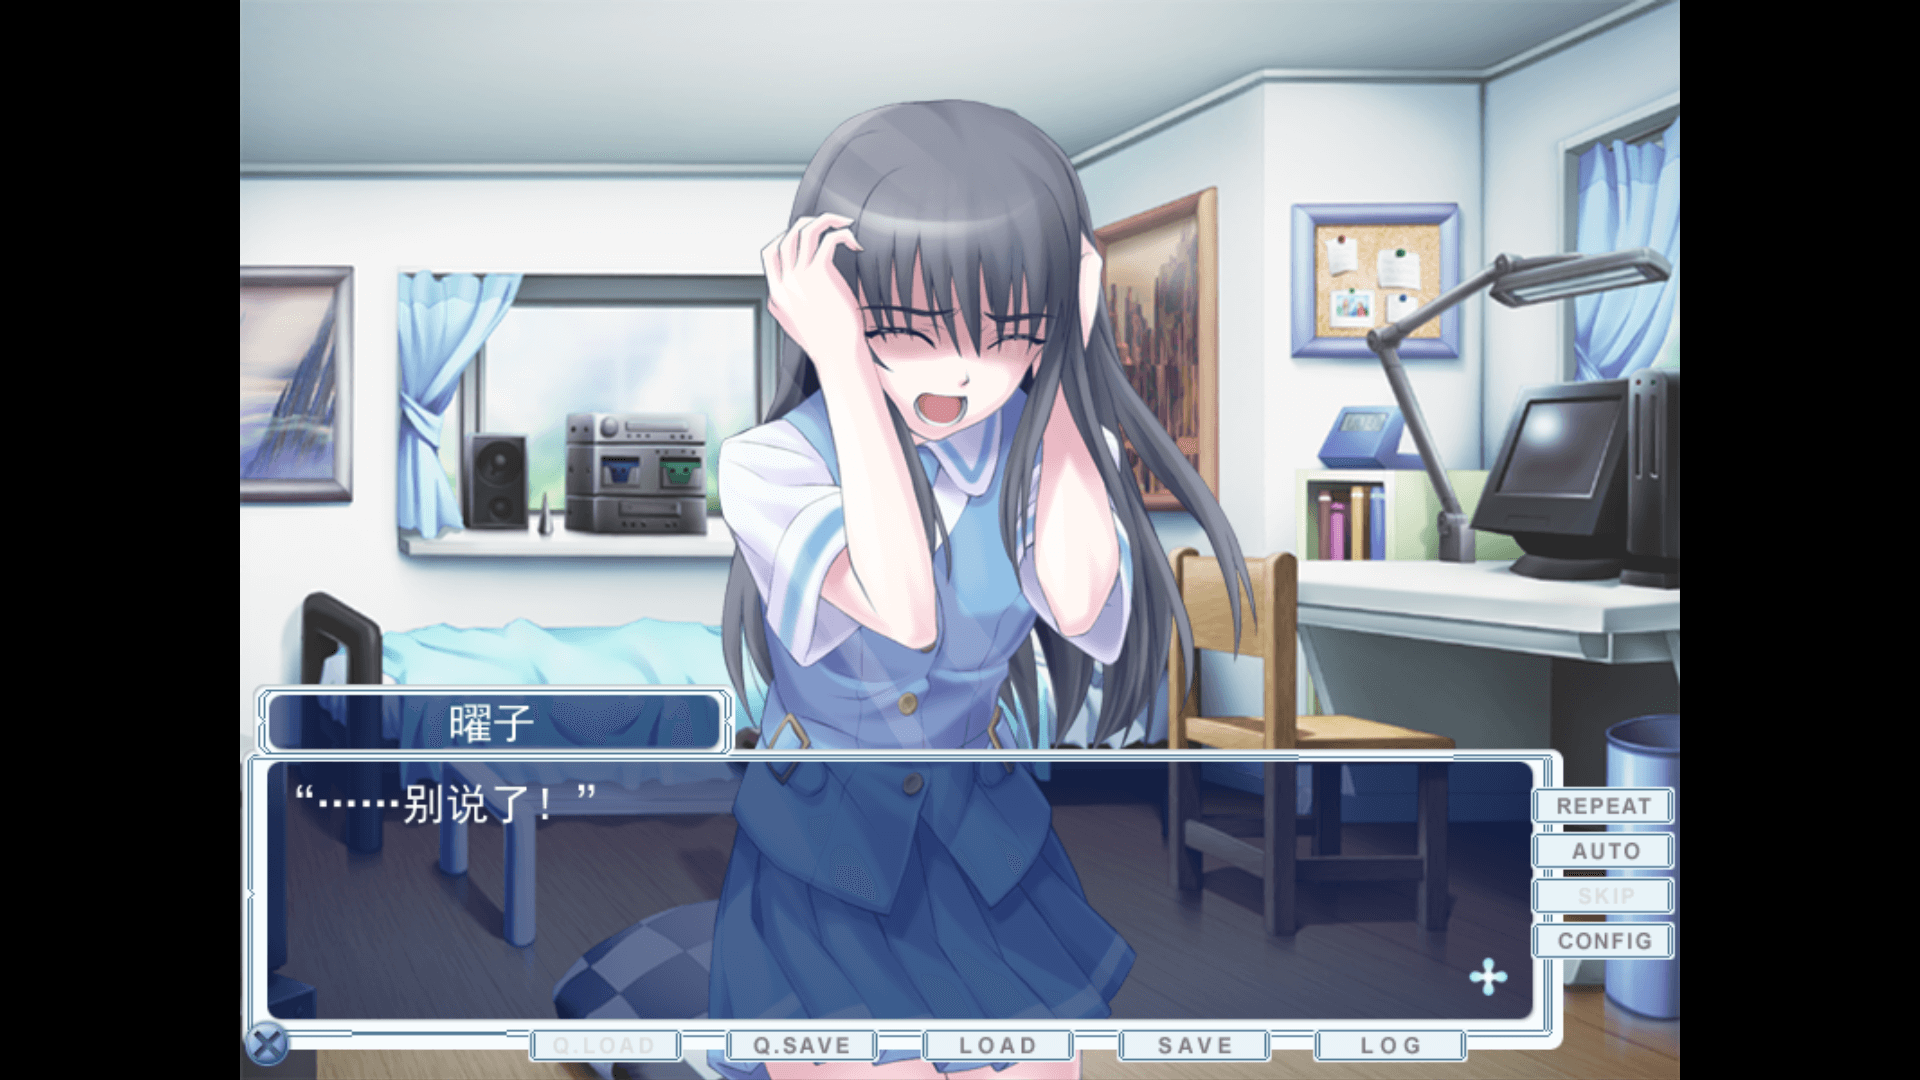 曜子
“……别说了！”
REPEAT
AUTO
SKIP
CONFIG
Q.LOAD
Q.SAVE
LOAD
SAVE
LOG